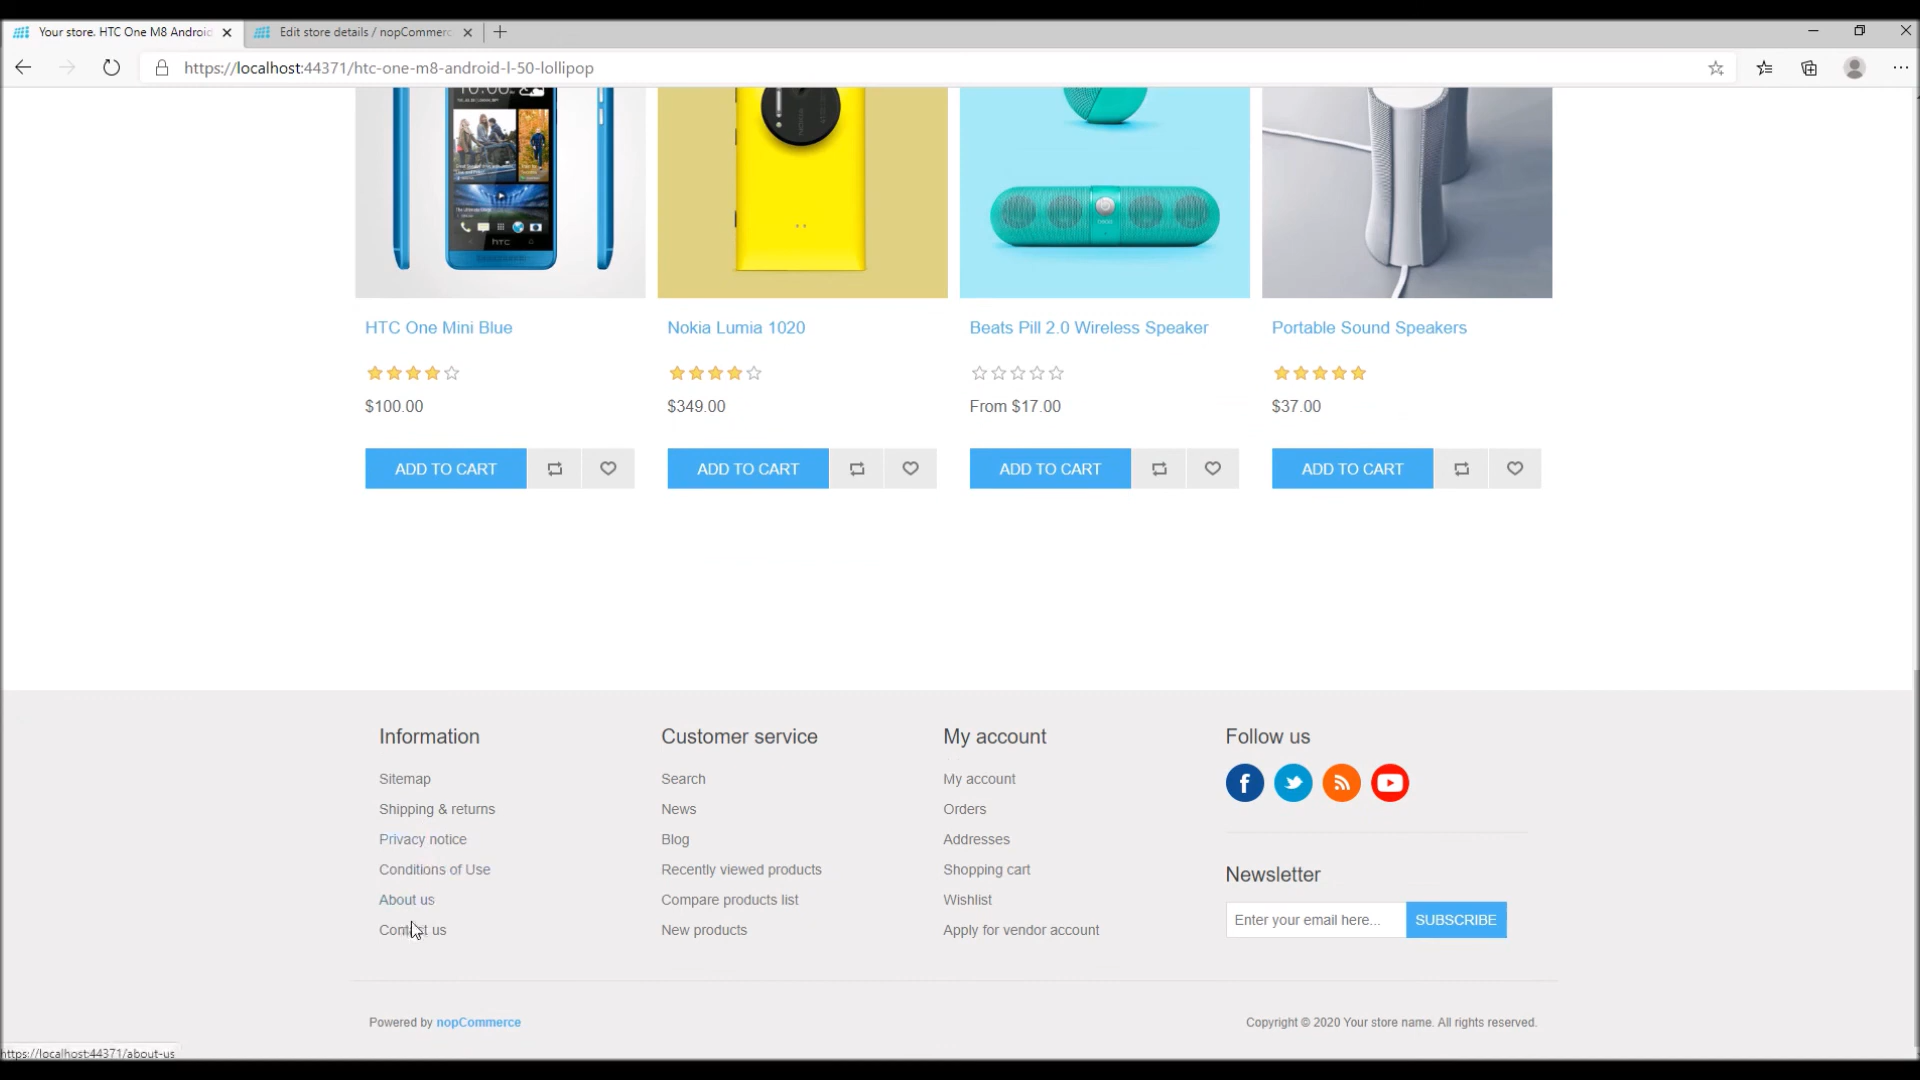 Your store. HTC One M8 Android
Edit store details / nopCommerc
https://localhost:44371/htc-one-m8-android-l-50-lollipop
hTC
NOKIA
beats
HTC One Mini Blue
Nokia Lumia 1020
Beats Pill 2.0 Wireless Speaker
Portable Sound Speakers
$100.00
$349.00
From $17.00
$37.00
ADD TO CART
ADD TO CART
ADD TO CART
ADD TO CART
Information
Customer service
My account
Follow us
Sitemap
Search
My account
Shipping & returns
News
Orders
Privacy notice
Blog
Addresses
Conditions of Use
Recently viewed products
Shopping cart
Newsletter
About us
Compare products list
Wishlist
Enter your email here...
SUBSCRIBE
Contact us
New products
Apply for vendor account
Powered by nopCommerce
Copyright © 2020 Your store name. All rights reserved.
https://localhost:44371/about-us